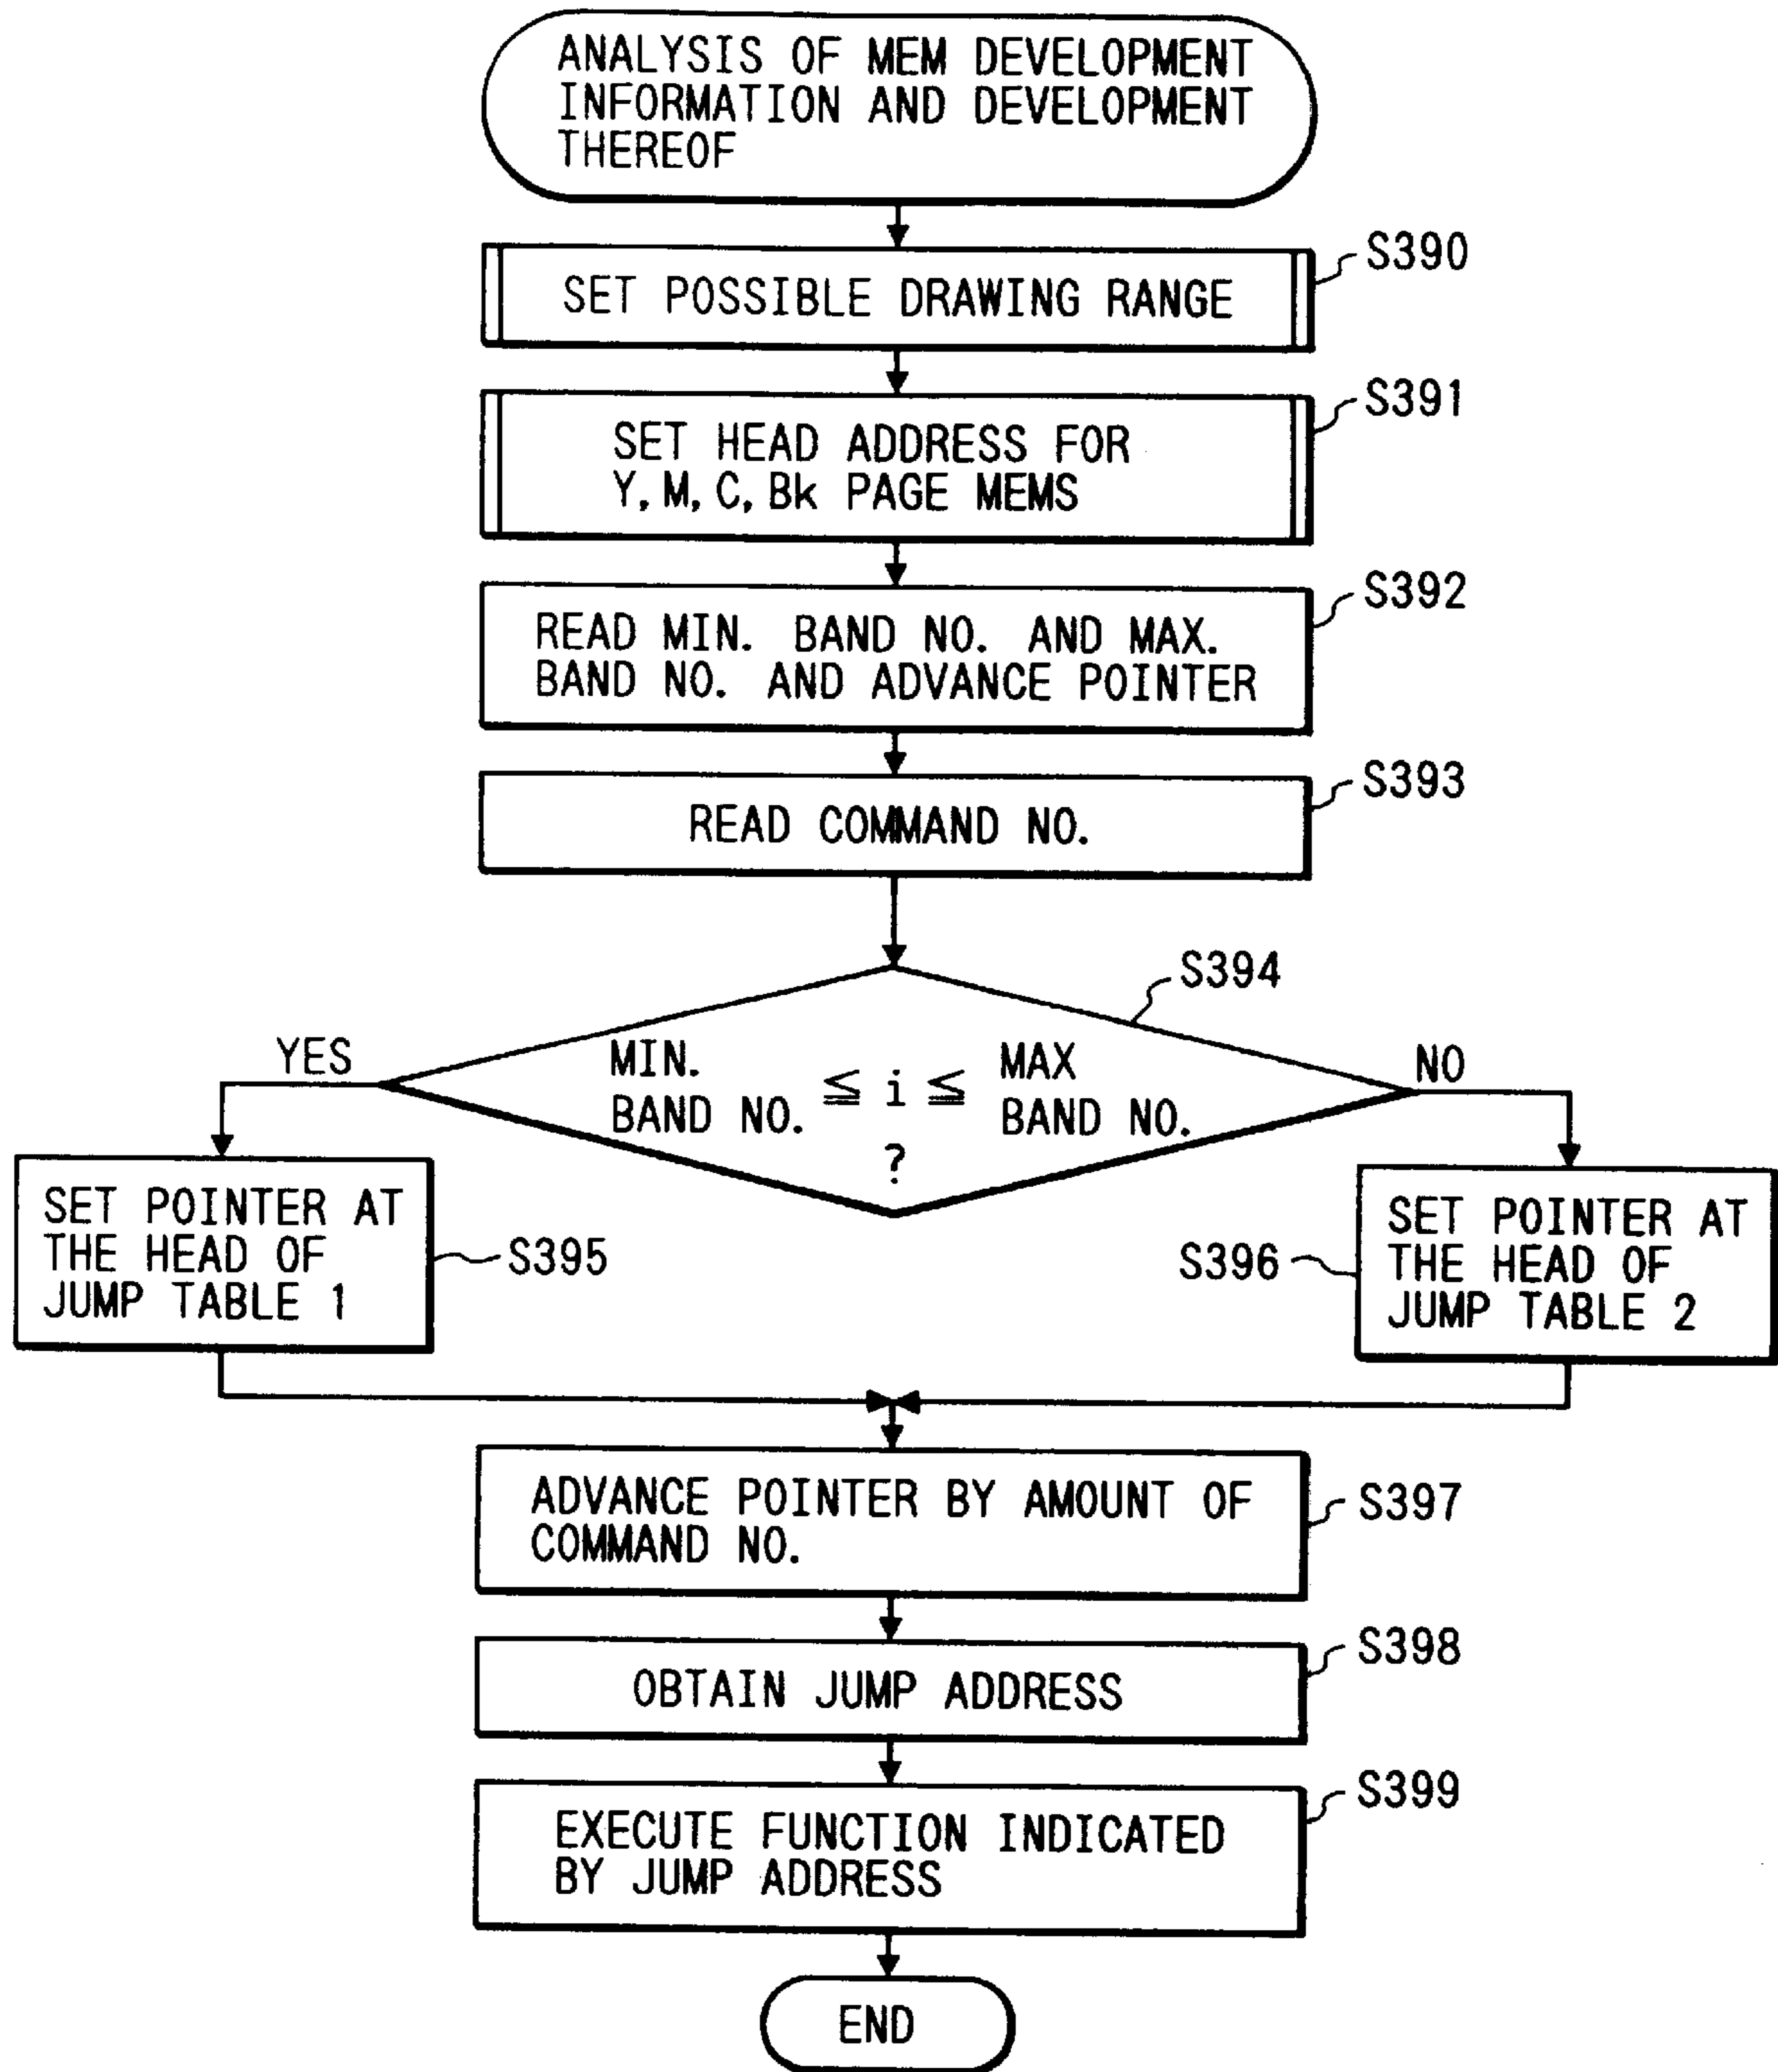 ANALYSIS OF MEM DEVELOPMENT
INFORMATION AND DEVELOPMENT
THEREOF
S390
SET POSSIBLE DRAWING RANGE
S391
SET HEAD ADDRESS FOR
Y, M, C, Bk PAGE MEMS
S392
READ MIN. BAND NO. AND MAX.
BAND NO. AND ADVANCE POINTER
S393
READ COMMAND NO.
S394
YES
NO
MIN.
BAND NO.
≦ i ≦
MAX
BAND NO.
?
SET POINTER AT
THE HEAD OF
JUMP TABLE 1
S395
S396
SET POINTER AT
THE HEAD OF
JUMP TABLE 2
ADVANCE POINTER BY AMOUNT OF
COMMAND NO.
S397
OBTAIN JUMP ADDRESS
S398
EXECUTE FUNCTION INDICATED
BY JUMP ADDRESS
S399
END